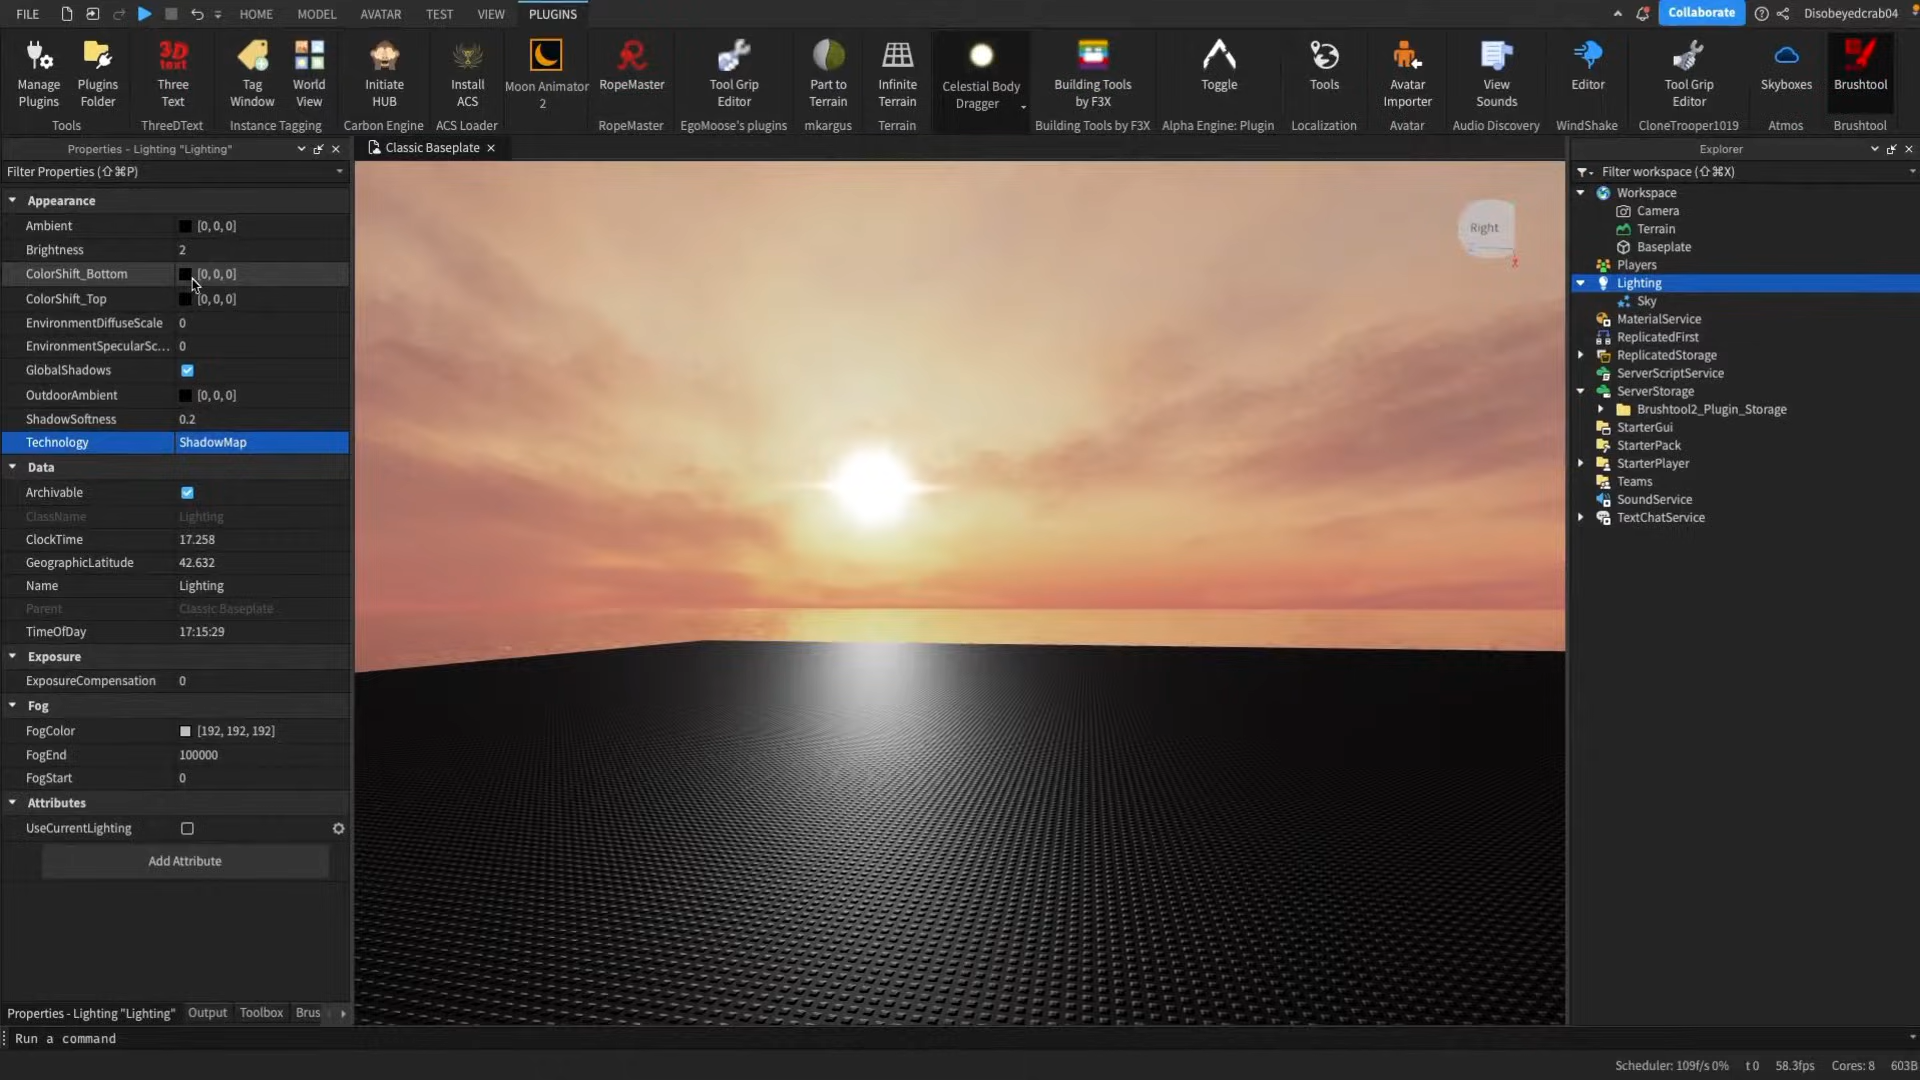 FILE HOME MODEL AVATAR TEST VIEW PLUGINS Collaborate Disobeyedcrab04
Manage Plugins
Plugins Folder
Tools
3D text
Three Text
ThreeDText
Tag Window
World View
Instance Tagging
Initiate HUB
Carbon Engine
Install ACS
ACS Loader
Moon Animator 2
RopeMaster
RopeMaster
Tool Grip Editor
EgoMoose's plugins
Part to Terrain
mkargus
Infinite Terrain
Terrain
Celestial Body Dragger
Building Tools by F3X
Building Tools by F3X
Toggle
Alpha Engine: Plugin
Tools
Localization
Avatar Importer
Avatar
View Sounds
Audio Discovery
Editor
WindShake
Tool Grip Editor
CloneTrooper1019
Skyboxes
Atmos
Brushtool
Brushtool
Properties - Lighting "Lighting"
Filter Properties (⇧⌘P)
Appearance
Ambient [0, 0, 0]
Brightness 2
ColorShift_Bottom [0, 0, 0]
ColorShift_Top [0, 0, 0]
EnvironmentDiffuseScale 0
EnvironmentSpecularSc... 0
GlobalShadows
OutdoorAmbient [0, 0, 0]
ShadowSoftness 0.2
Technology ShadowMap
Data
Archivable
ClassName Lighting
ClockTime 17.258
GeographicLatitude 42.632
Name Lighting
Parent Classic Baseplate
TimeOfDay 17:15:29
Exposure
ExposureCompensation 0
Fog
FogColor [192, 192, 192]
FogEnd 100000
FogStart 0
Attributes
UseCurrentLighting
Add Attribute
Properties - Lighting "Lighting" Output Toolbox Brus
Classic Baseplate
Right
X
Explorer
Filter workspace (⇧⌘X)
Workspace
Camera
Terrain
Baseplate
Players
Lighting
Sky
MaterialService
ReplicatedFirst
ReplicatedStorage
ServerScriptService
ServerStorage
Brushtool2_Plugin_Storage
StarterGui
StarterPack
StarterPlayer
Teams
SoundService
TextChatService
Run a command
Scheduler: 109f/s 0% t 0 58.3fps Cores: 8 603B